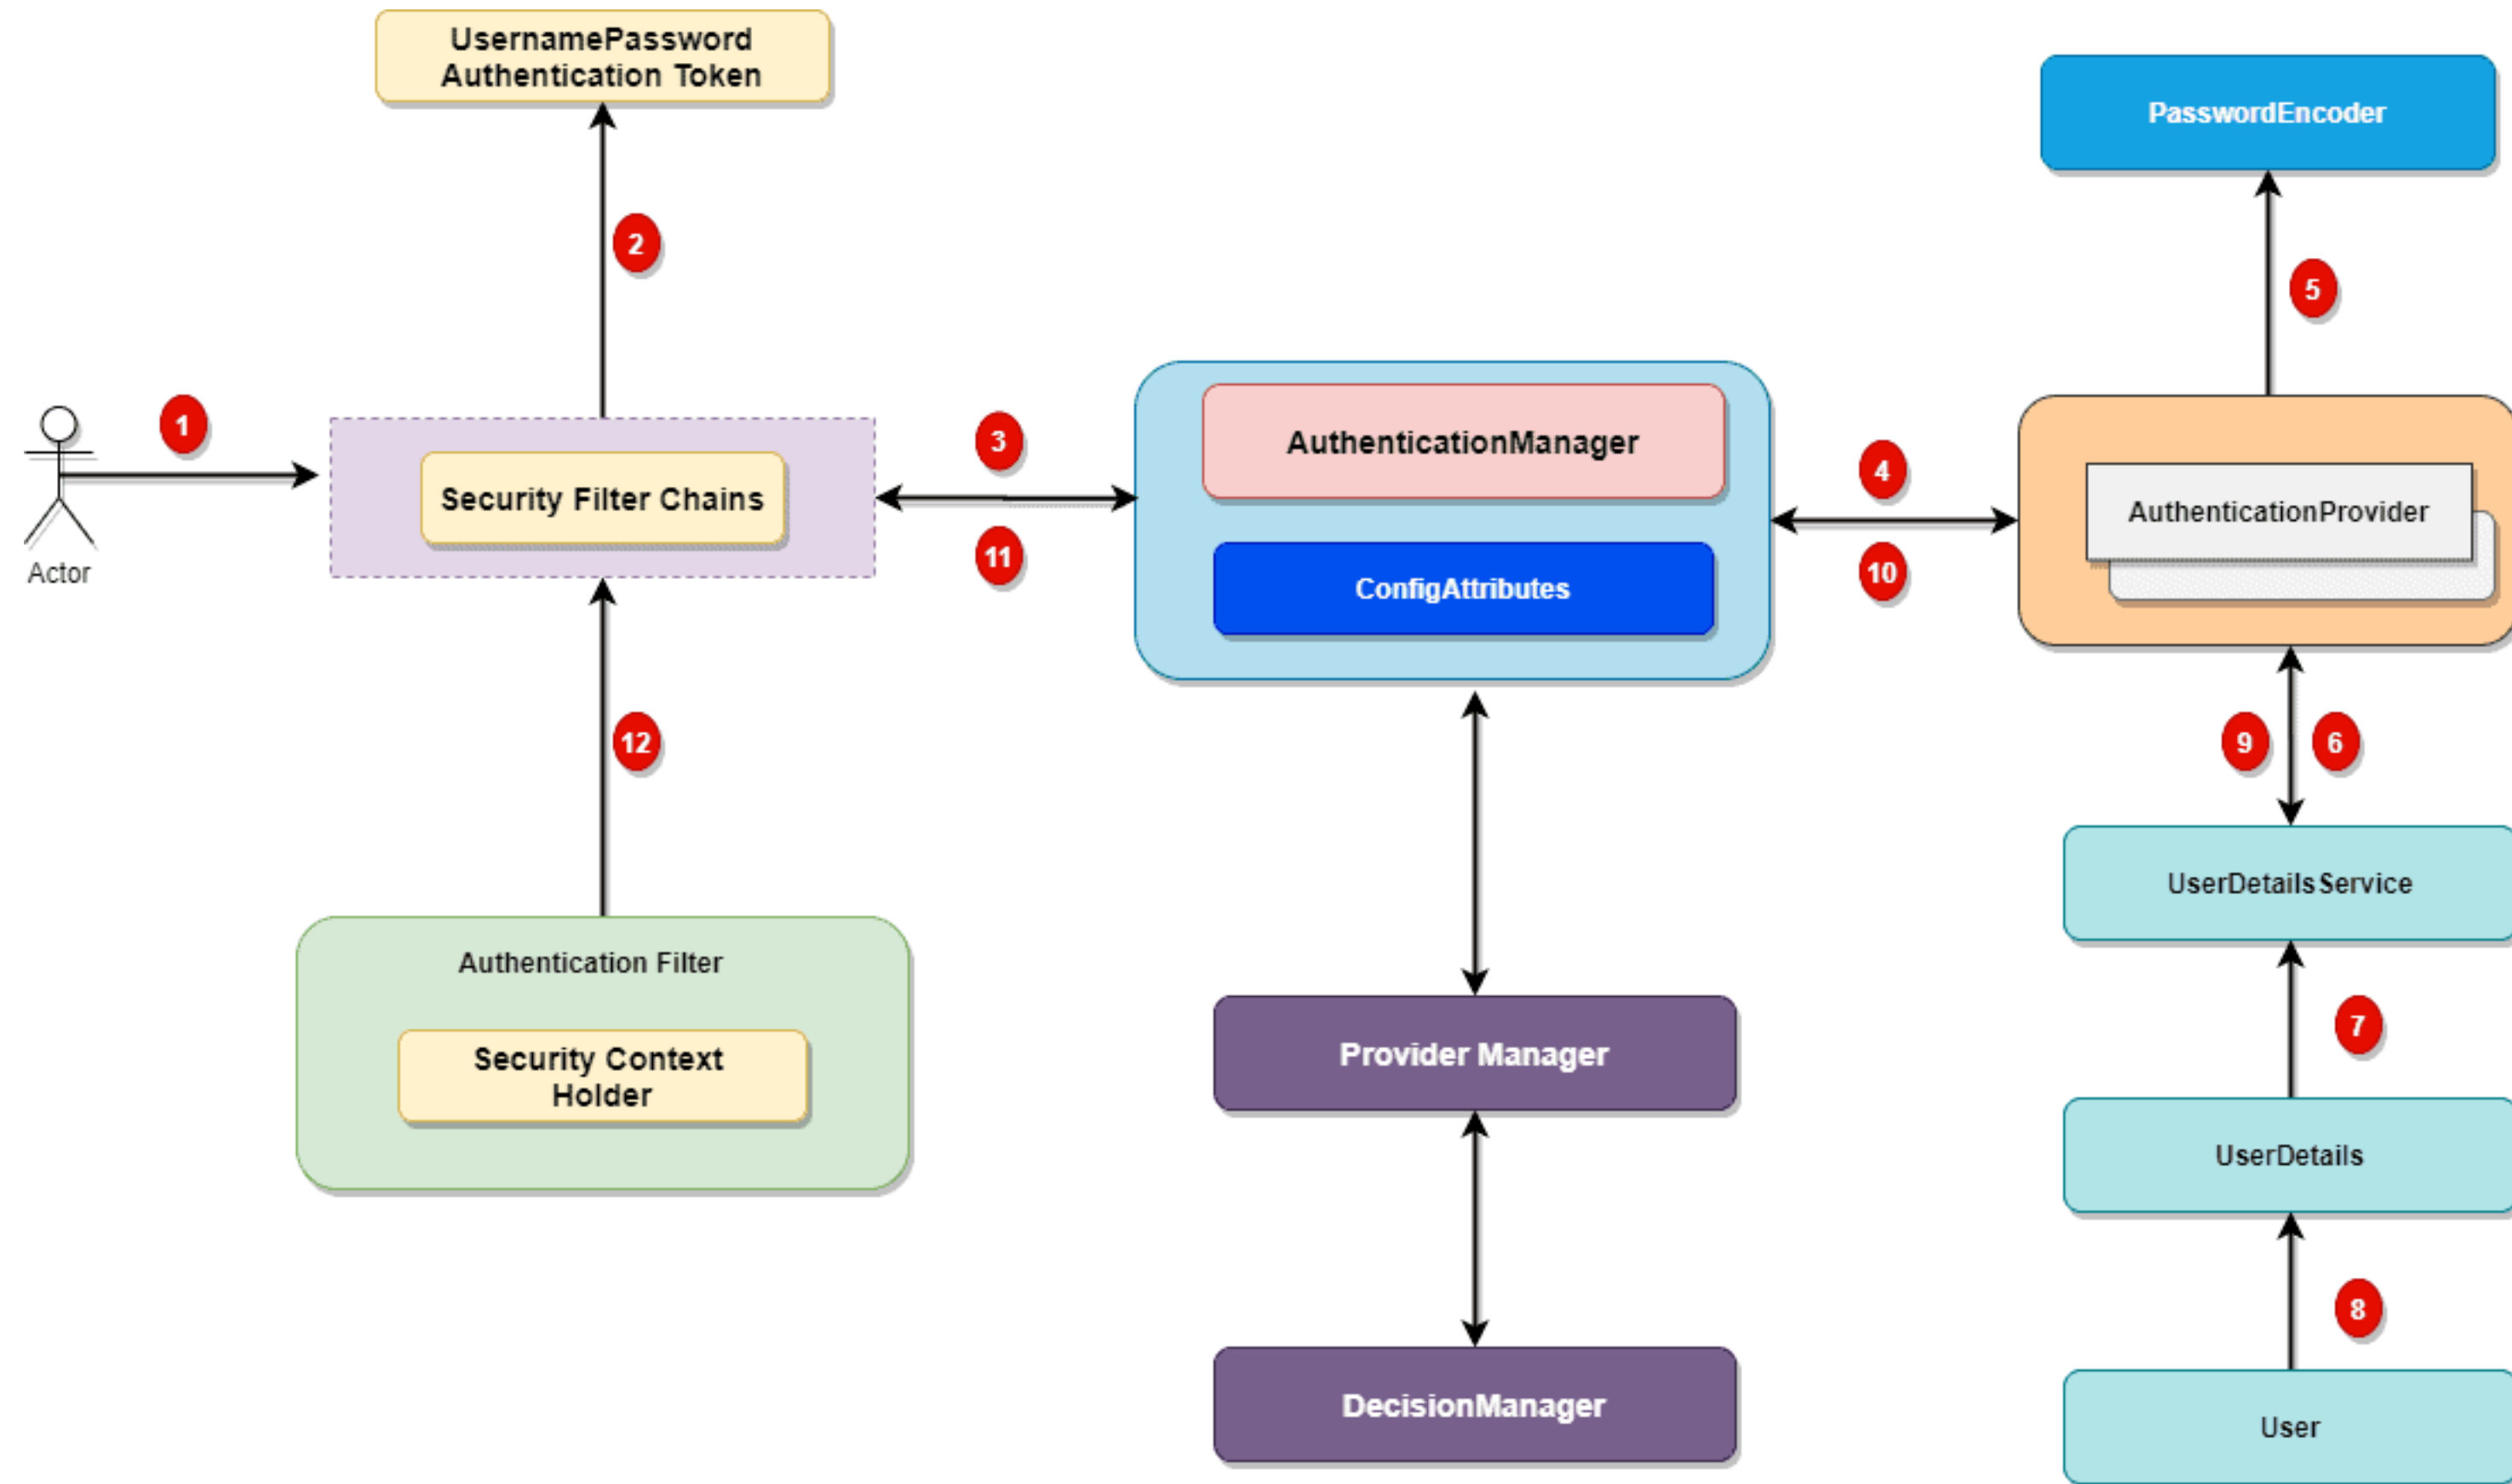 UsernamePassword
Authentication Token
PasswordEncoder
2
5
1
3
AuthenticationManager
4
Security Filter Chains
AuthenticationProvider
Actor
11
ConfigAttributes
10
12
9
6
UserDetailsService
Authentication Filter
7
Security Context
Holder
Provider Manager
UserDetails
8
DecisionManager
User